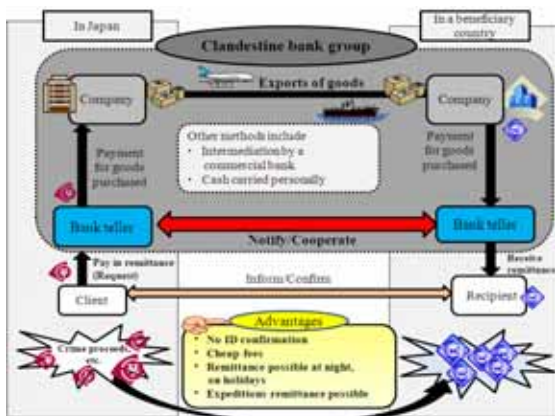 In Japan
In a beneficiary
country
Clandestine bank group
Company
Exports of goods
Company
Payment
for goods
purchased
Other methods include
• Intermediation by a
commercial bank
• Cash carried personally
Payment
for goods
purchased
Bank teller
Bank teller
Notify/Cooperate
Pay in remittance
(Request)
Receive
remittance
Inform/Confirm
Client
Recipient
Advantages
• No ID confirmation
• Cheap fees
• Remittance possible at night,
on holidays
• Expeditious remittance possible
Crime proceeds,
etc.